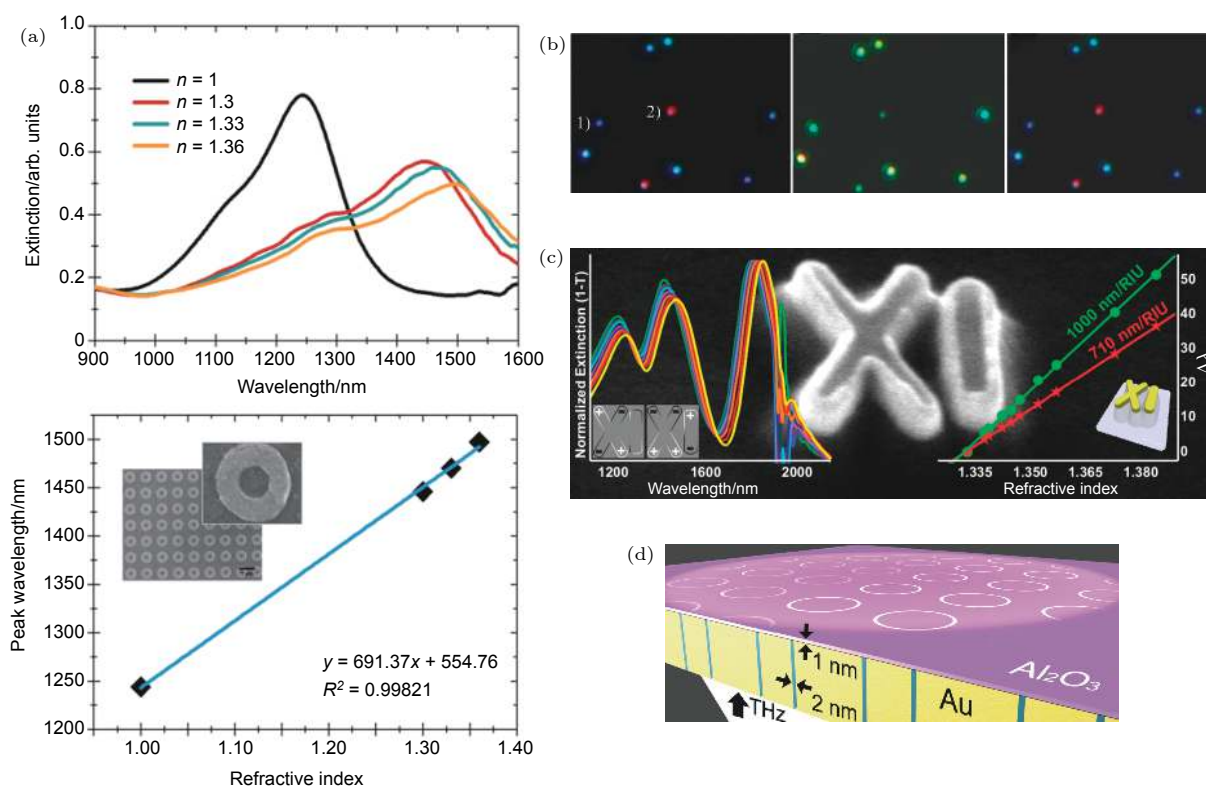 (a)
1.0
0.8
0.6
0.4
0.2
0
Extinction/arb. units
n = 1
n = 1.3
n = 1.33
n = 1.36
900 1000 1100 1200 1300 1400 1500 1600
Wavelength/nm
1500
1450
1400
1350
1300
1250
1200
Peak wavelength/nm
y = 691.37x + 554.76
R² = 0.99821
1.00 1.10 1.20 1.30 1.40
Refractive index
(b)
1)
2)
(c)
Normalized Extinction (1-T)
1200 1600 2000
Wavelength/nm
1000 nm/RIU
710 nm/RIU
50
40
30
20
10
0
XI
1.335 1.350 1.365 1.380
Refractive index
(d)
1 nm
2 nm
THz
Au
Al₂O₃